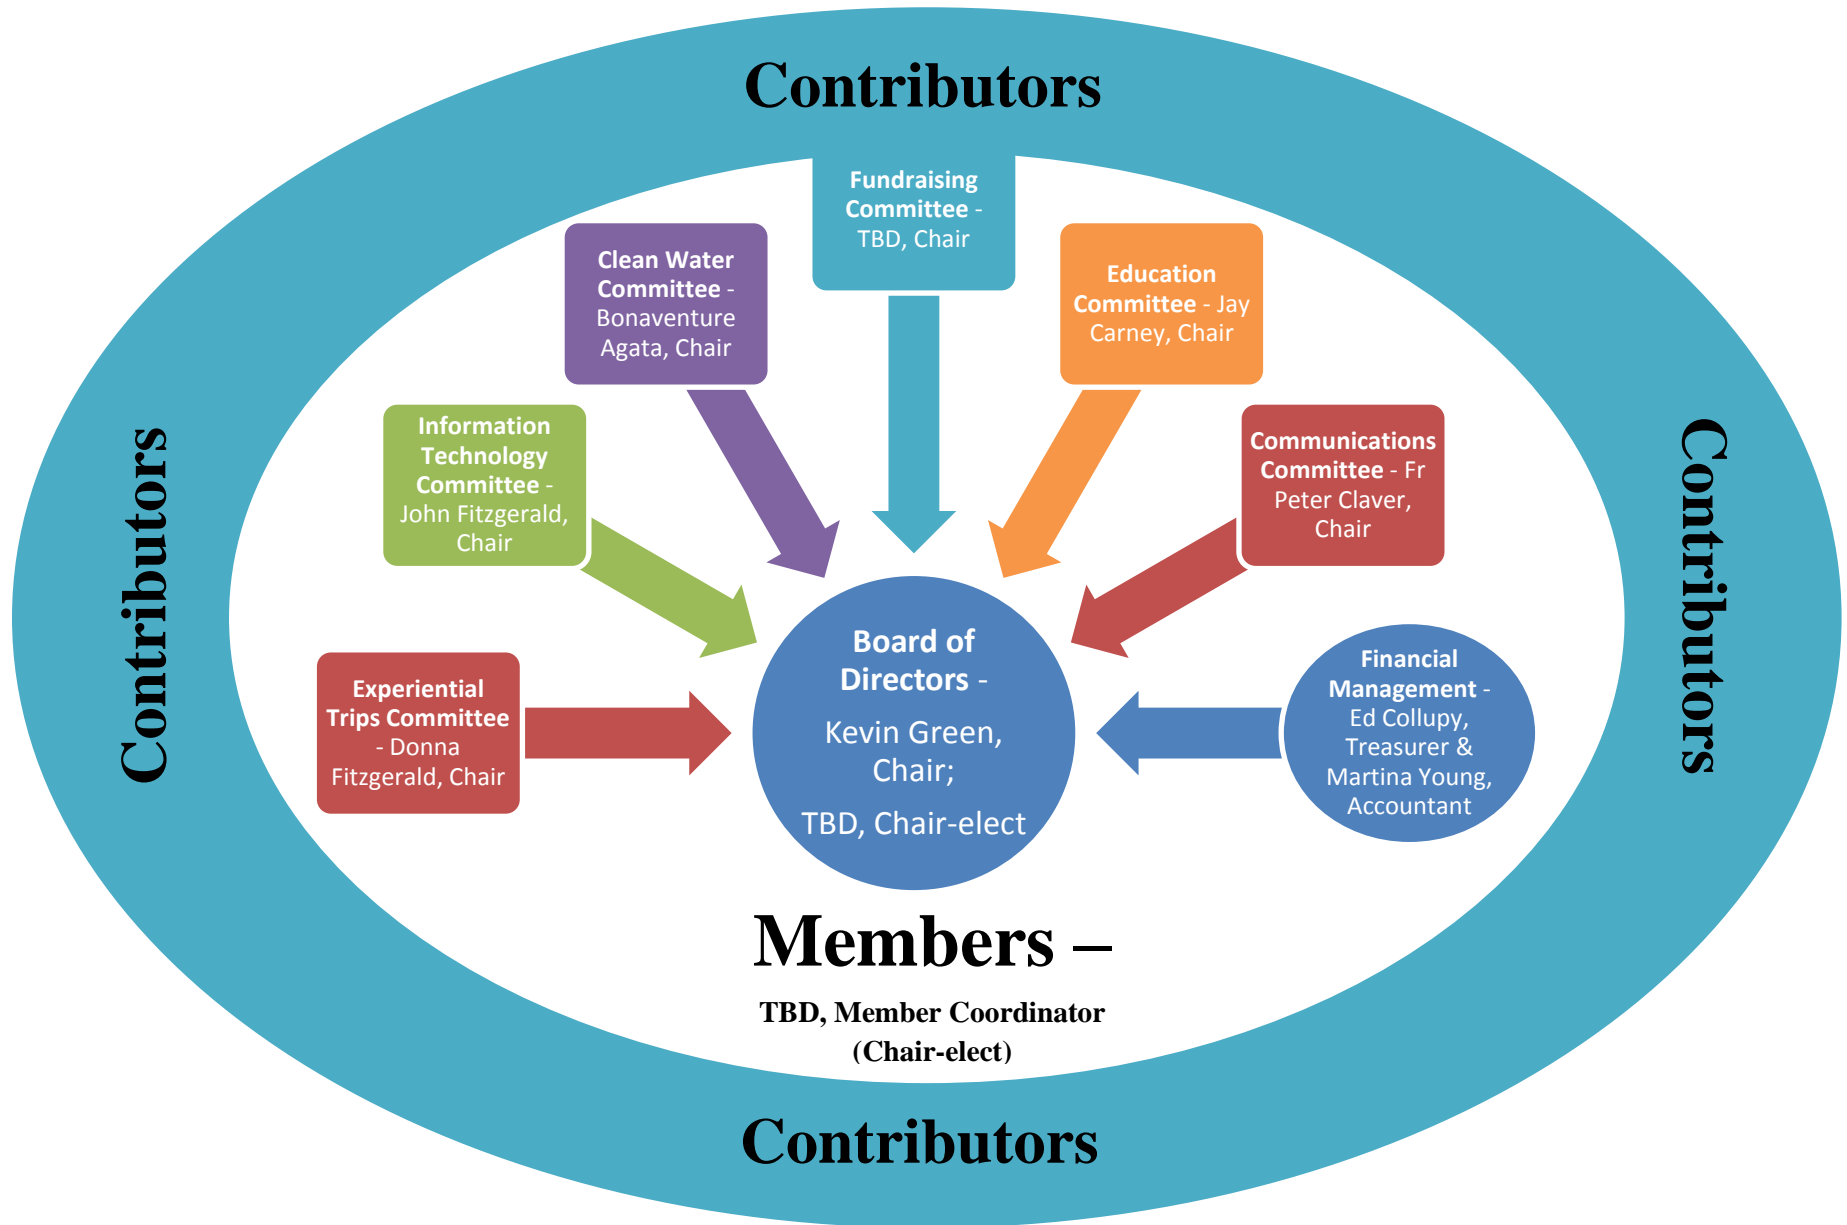 Contributors
Fundraising
Committee -
TBD, Chair
Clean Water
Committee -
Bonaventure
Agata, Chair
Education
Committee - Jay
Carney, Chair
Information
Technology
Committee -
John Fitzgerald,
Chair
Communications
Committee - Fr
Peter Claver,
Chair
Contributors
Contributors
Experiential
Trips Committee
- Donna
Fitzgerald, Chair
Board of
Directors -
Kevin Green,
Chair;
TBD, Chair-elect
Financial
Management -
Ed Collupy,
Treasurer &
Martina Young,
Accountant
Members –
TBD, Member Coordinator
(Chair-elect)
Contributors